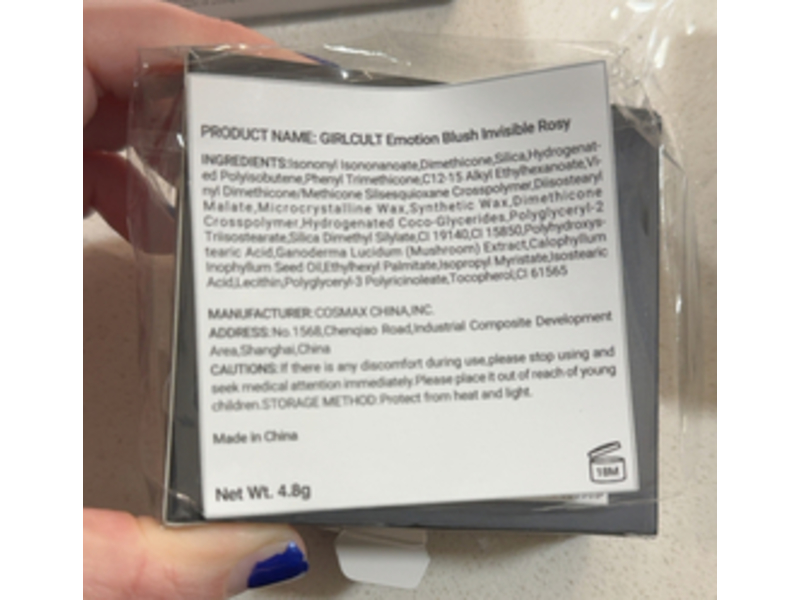 PRODUCT NAME: GIRLCULT Emotion Blush Invisible Rosy
INGREDIENTS:Isononyl Isononanoate,Dimethicone,Silica,Hydrogenat-
ed Polyisobutene,Phenyl Trimethicone,C12-15 Alkyl Ethylhexanoate,Vi-
nyl Dimethicone/Methicone Silsesquioxane Crosspolymer,Diisostearyl
Malate,Microcrystalline Wax,Synthetic Wax,Dimethicone
Crosspolymer,Hydrogenated Coco-Glycerides,Polyglyceryl-2
Triisostearate,Silica Dimethyl Silylate,CI 19140,CI 15850,Polyhydroxys-
tearic Acid,Ganoderma Lucidum (Mushroom) Extract,Calophyllum
Inophyllum Seed Oil,Ethylhexyl Palmitate,Isopropyl Myristate,Isostearic
Acid,Lecithin,Polyglyceryl-3 Polyricinoleate,Tocopherol,CI 61565
MANUFACTURER:COSMAX CHINA,INC.
ADDRESS:No.1568,Chenqiao Road,Industrial Composite Development
Area,Shanghai,China
CAUTIONS:If there is any discomfort during use,please stop using and
seek medical attention immediately.Please place it out of reach of young
children.STORAGE METHOD:Protect from heat and light.
Made in China
18M
Net Wt. 4.8g